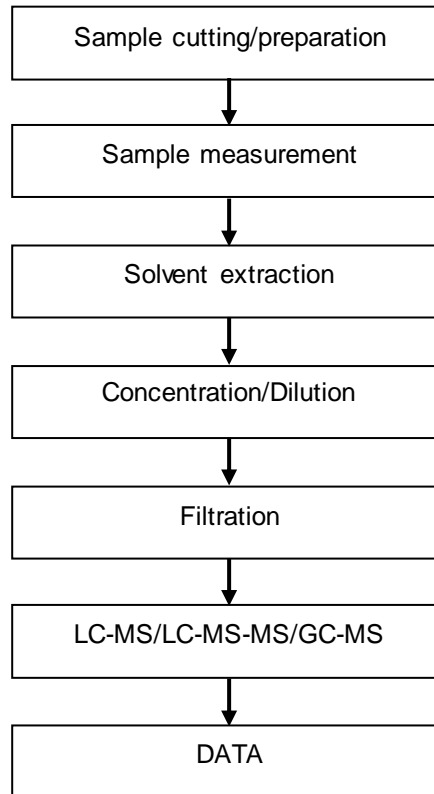 Sample cutting/preparation
Sample measurement
Solvent extraction
Concentration/Dilution
Filtration
LC-MS/LC-MS-MS/GC-MS
DATA